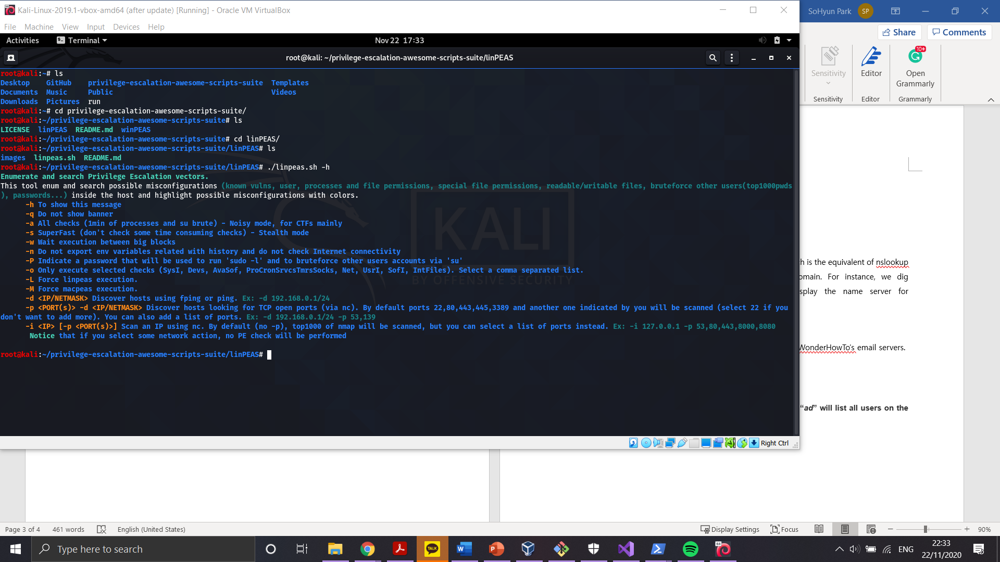 Kali-Linux-2019.1-vbox-amd64 (after update) [Running] - Oracle VM VirtualBox
File Machine View Input Devices Help
Activities Terminal Nov 22 17:33
root@kali: ~/privilege-escalation-awesome-scripts-suite/linPEAS
root@kali:~# ls
Desktop GitHub privilege-escalation-awesome-scripts-suite Templates
Documents Music Public Videos
Downloads Pictures run
root@kali:~# cd privilege-escalation-awesome-scripts-suite/
root@kali:~/privilege-escalation-awesome-scripts-suite# ls
LICENSE linPEAS README.md winPEAS
root@kali:~/privilege-escalation-awesome-scripts-suite# cd linPEAS/
root@kali:~/privilege-escalation-awesome-scripts-suite/linPEAS# ls
images linpeas.sh README.md
root@kali:~/privilege-escalation-awesome-scripts-suite/linPEAS# ./linpeas.sh -h
Enumerate and search Privilege Escalation vectors.
This tool enum and search possible misconfigurations (known vulns, user, processes and file permissions, special file permissions, readable/writable files, bruteforce other users(top1000pwds
), passwords...) inside the host and highlight possible misconfigurations with colors.
-h To show this message
-q Do not show banner
-a All checks (1min of processes and su brute) - Noisy mode, for CTFs mainly
-s SuperFast (don't check some time consuming checks) - Stealth mode
-w Wait execution between big blocks
-n Do not export env variables related with history and do not check Internet connectivity
-P Indicate a password that will be used to run 'sudo -l' and to bruteforce other users accounts via 'su'
-o Only execute selected checks (SysI, Devs, AvaSof, ProCronSrvcsTmrsSocks, Net, UsrI, SofI, IntFiles). Select a comma separated list.
-L Force linpeas execution.
-M Force macpeas execution.
-d <IP/NETMASK> Discover hosts using fping or ping. Ex: -d 192.168.0.1/24
-p <PORT(s)> -d <IP/NETMASK> Discover hosts looking for TCP open ports (via nc). By default ports 22,80,443,445,3389 and another one indicated by you will be scanned (select 22 if you
don't want to add more). You can also add a list of ports. Ex: -d 192.168.0.1/24 -p 53,139
-i <IP> [-p <PORT(s)>] Scan an IP using nc. By default (no -p), top1000 of nmap will be scanned, but you can select a list of ports instead. Ex: -i 127.0.0.1 -p 53,80,443,8000,8080
Notice that if you select some network action, no PE check will be performed
root@kali:~/privilege-escalation-awesome-scripts-suite/linPEAS#
KALI
BY OFFENSIVE SECURITY
Right Ctrl
SoHyun Park SP
Share Comments
10+
Sensitivity Editor Open Grammarly
Sensitivity Editor Grammarly
h is the equivalent of nslookup
omain. For instance, we dig
splay the name server for
WonderHowTo's email servers.
"ad" will list all users on the
Page 3 of 4 461 words English (United States) Display Settings Focus 90%
Type here to search
TALK
64
ENG
22:33
22/11/2020